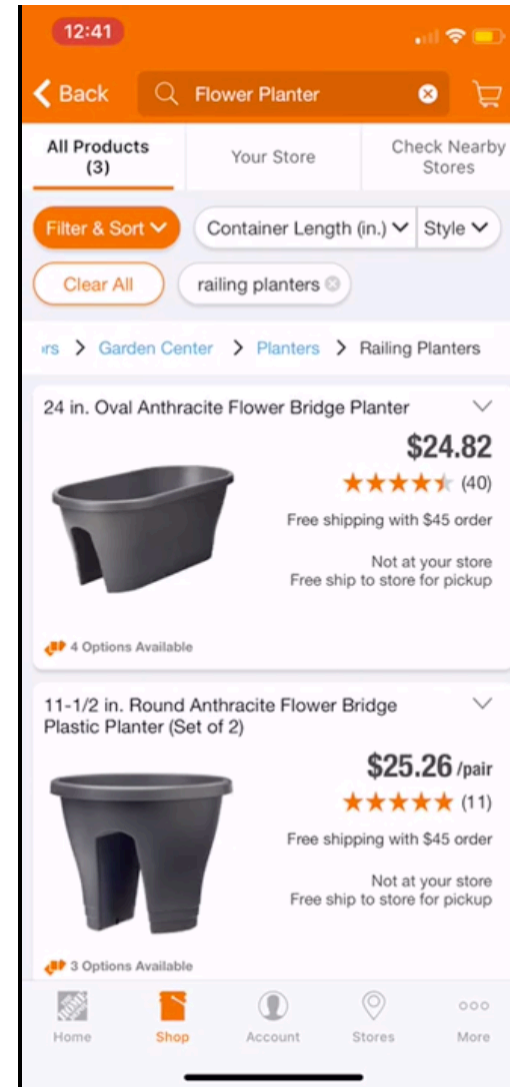 12:41
Back
Flower Planter
All Products
(3)
Your Store
Check Nearby
Stores
Filter & Sort
Container Length (in.)
Style
Clear All
railing planters
rs > Garden Center > Planters > Railing Planters
24 in. Oval Anthracite Flower Bridge Planter
$24.82
(40)
Free shipping with $45 order
Not at your store
Free ship to store for pickup
4 Options Available
11-1/2 in. Round Anthracite Flower Bridge
Plastic Planter (Set of 2)
$25.26 /pair
(11)
Free shipping with $45 order
Not at your store
Free ship to store for pickup
3 Options Available
Home
Shop
Account
Stores
More